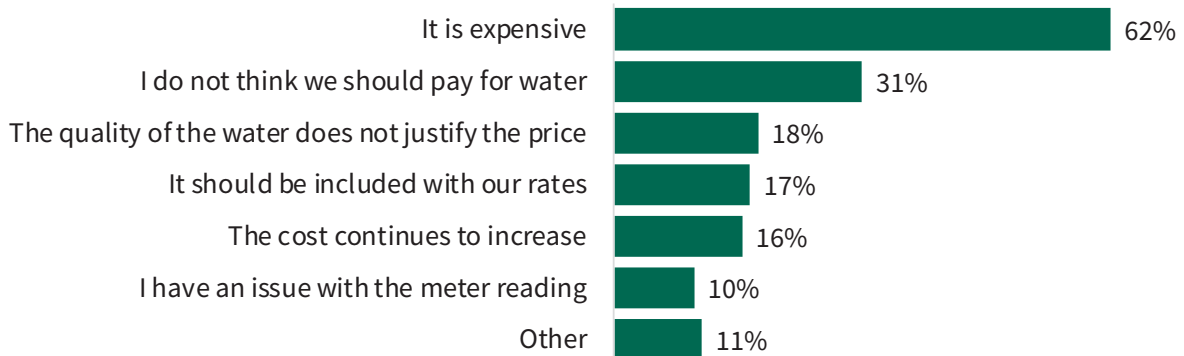 It is expensive 62%
I do not think we should pay for water 31%
The quality of the water does not justify the price 18%
It should be included with our rates 17%
The cost continues to increase 16%
I have an issue with the meter reading 10%
Other 11%